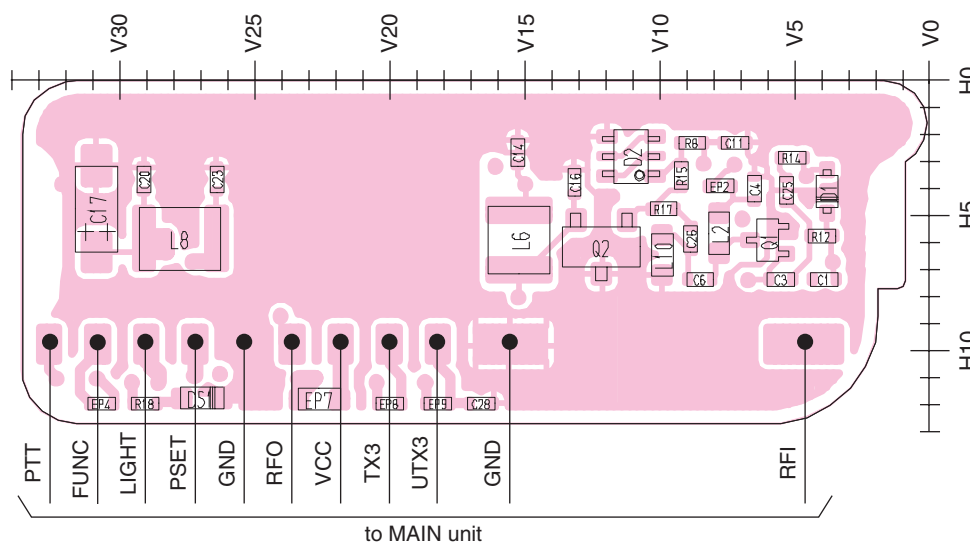 V30 V25 V20 V15 V10 V5 V0
H0
C14 D2 R8 C11
R14
C20 C23 C16 R15 EP2 C4 C25 D1
C17 R17
H5
L8 L6 Q2 L10 C26 L2 Q1 R12
C6 C3 C1
H10
EP4 R18 D51 EP7 EP8 EP9 C28
PTT FUNC LIGHT PSET GND RFO VCC TX3 UTX3 GND RFI
to MAIN unit